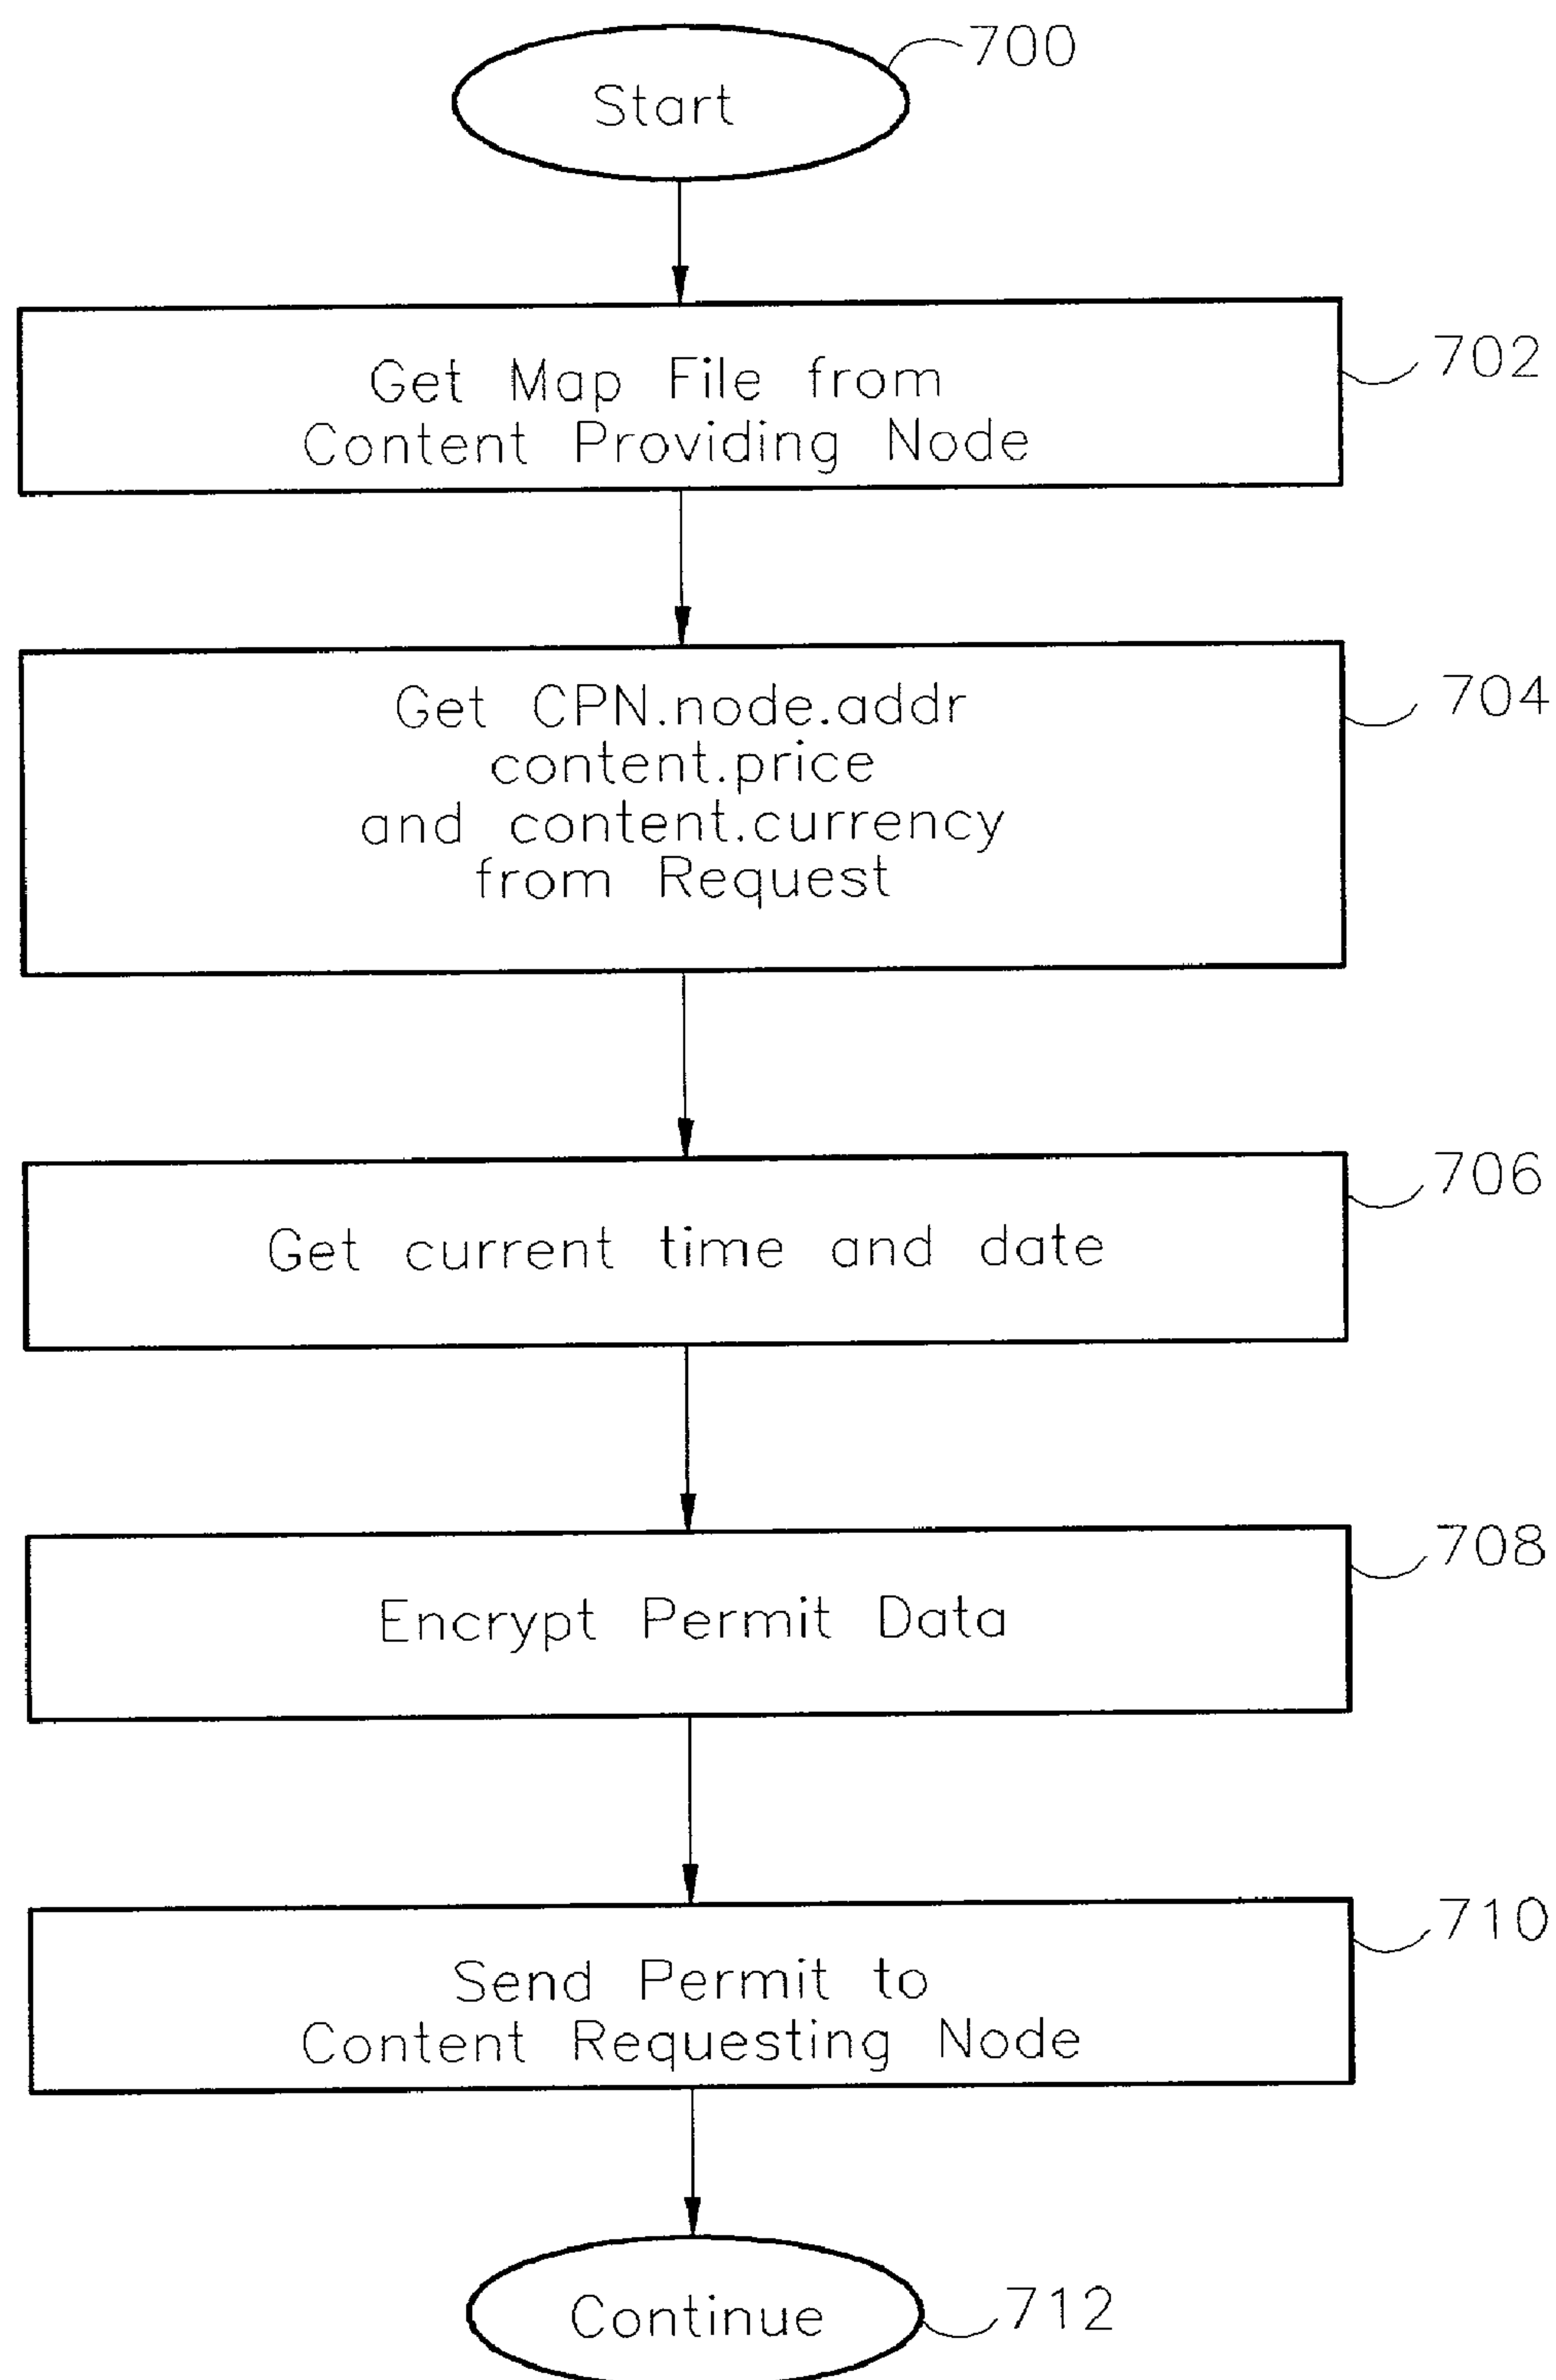 Start
700
Get Map File from
Content Providing Node
702
Get CPN.node.addr
content.price
and content.currency
from Request
704
Get current time and date
706
Encrypt Permit Data
708
Send Permit to
Content Requesting Node
710
Continue
712